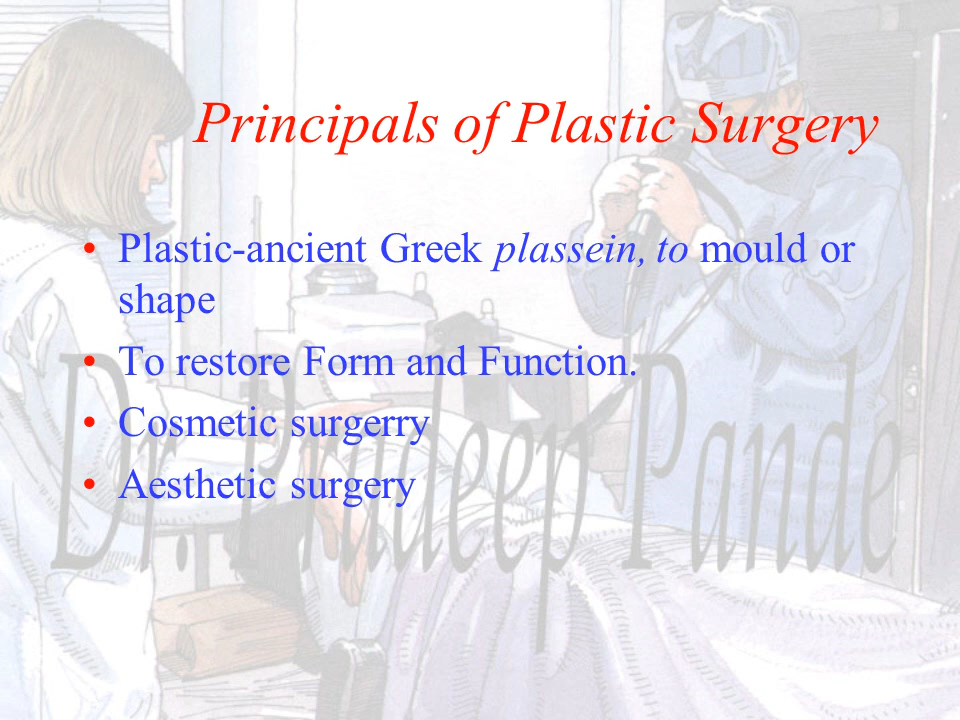 Principals of Plastic Surgery
• Plastic-ancient Greek plassein, to mould or
shape
• To restore Form and Function.
• Cosmetic surgerry
• Aesthetic surgery
Dr. Pradeep Pande